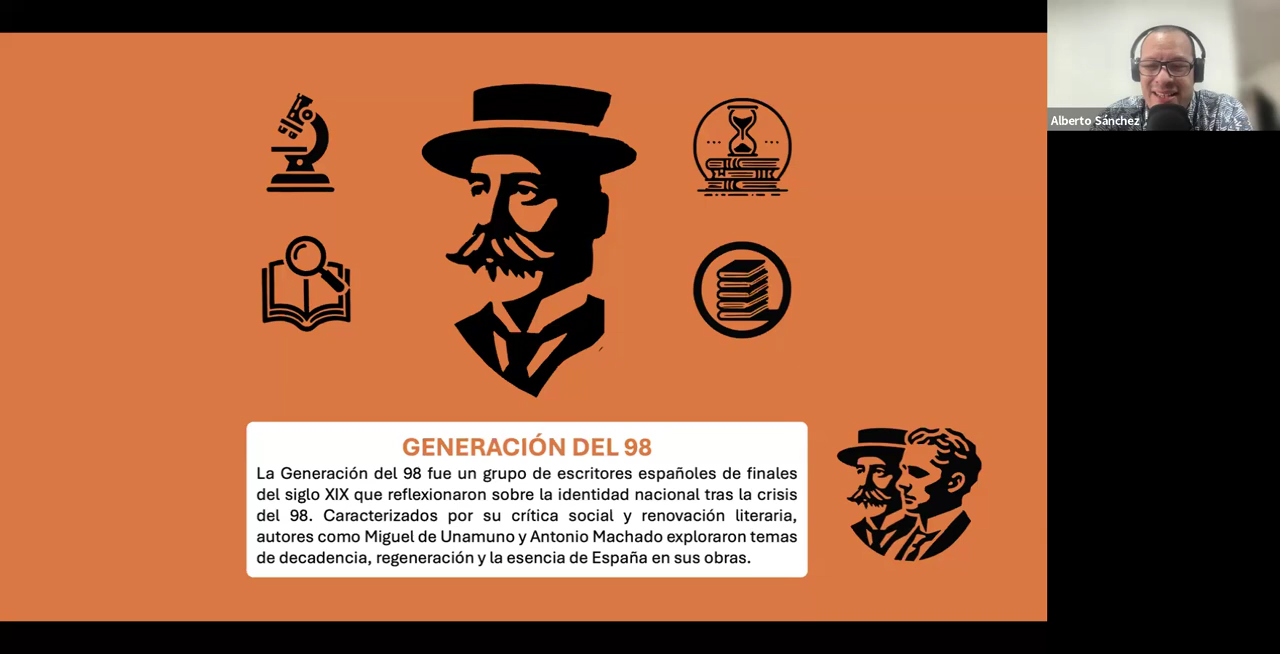 Alberto Sánchez
GENERACIÓN DEL 98
La Generación del 98 fue un grupo de escritores españoles de finales
del siglo XIX que reflexionaron sobre la identidad nacional tras la crisis
del 98. Caracterizados por su crítica social y renovación literaria,
autores como Miguel de Unamuno y Antonio Machado exploraron temas
de decadencia, regeneración y la esencia de España en sus obras.